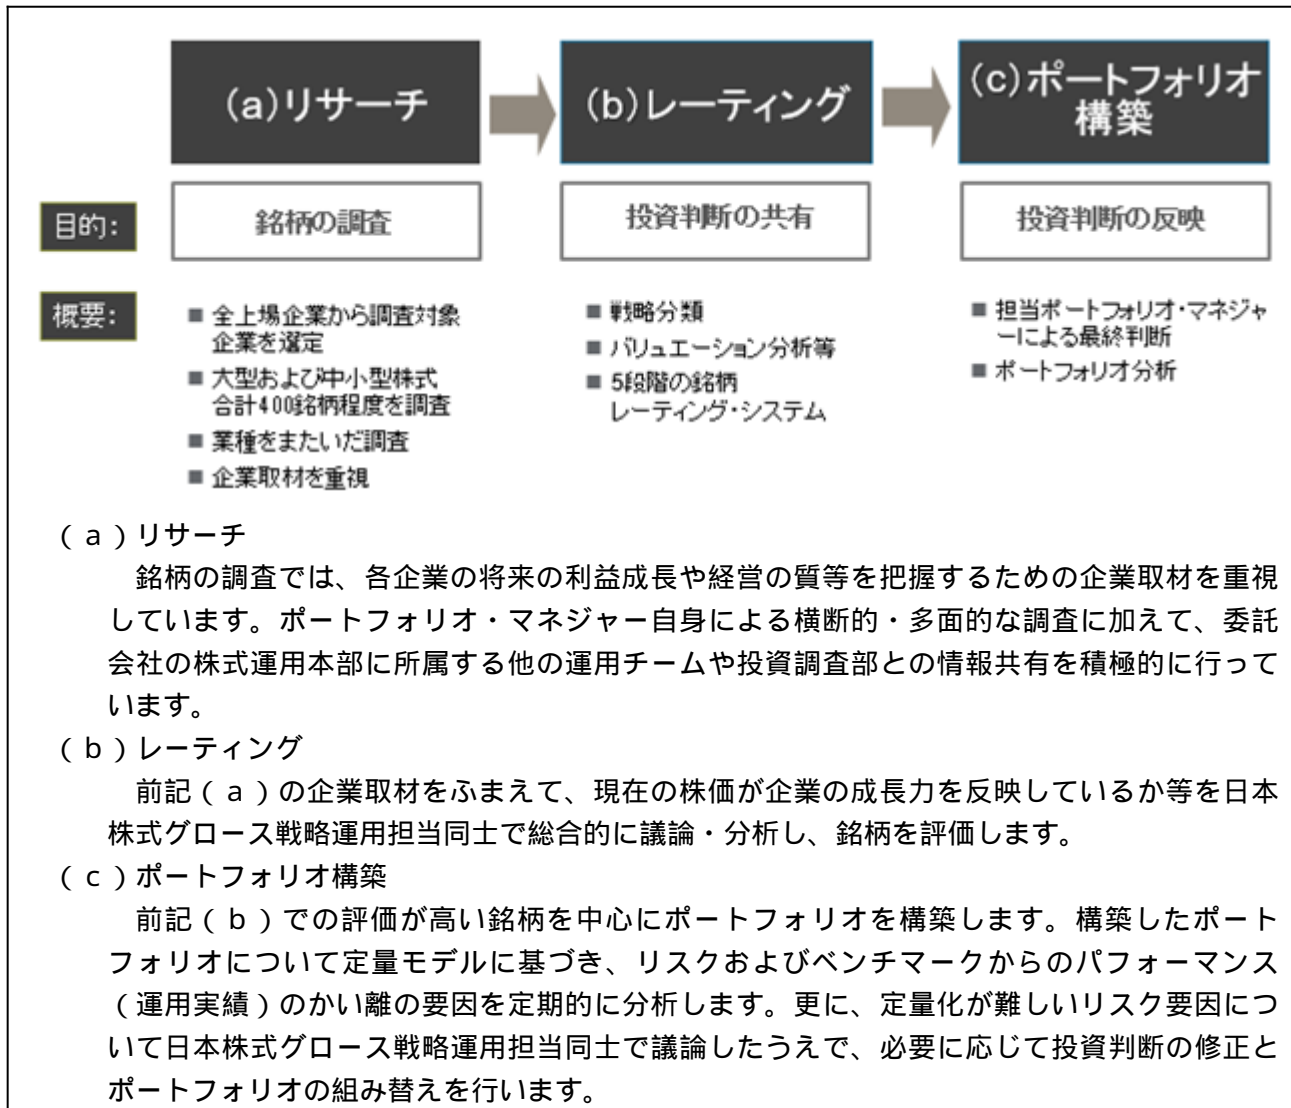 (a)リサーチ
(b)レーティング
(c)ポートフォリオ
構築
目的:
銘柄の調査
投資判断の共有
投資判断の反映
概要:
■ 全上場企業から調査対象
企業を選定
■ 大型および中小型株式
合計400銘柄程度を調査
■ 業種をまたいだ調査
■ 企業取材を重視
■ 戦略分類
■ バリュエーション分析等
■ 5段階の銘柄
レーティング・システム
■ 担当ポートフォリオ・マネジャ
ーによる最終判断
■ ポートフォリオ分析
(a)リサーチ
銘柄の調査では、各企業の将来の利益成長や経営の質等を把握するための企業取材を重視
しています。ポートフォリオ・マネジャー自身による横断的・多面的な調査に加えて、委託
会社の株式運用本部に所属する他の運用チームや投資調査部との情報共有を積極的に行って
います。
(b)レーティング
前記(a)の企業取材をふまえて、現在の株価が企業の成長力を反映しているか等を日本
株式グロース戦略運用担当同士で総合的に議論・分析し、銘柄を評価します。
(c)ポートフォリオ構築
前記(b)での評価が高い銘柄を中心にポートフォリオを構築します。構築したポート
フォリオについて定量モデルに基づき、リスクおよびベンチマークからのパフォーマンス
(運用実績)のかい離の要因を定期的に分析します。更に、定量化が難しいリスク要因につ
いて日本株式グロース戦略運用担当同士で議論したうえで、必要に応じて投資判断の修正と
ポートフォリオの組み替えを行います。